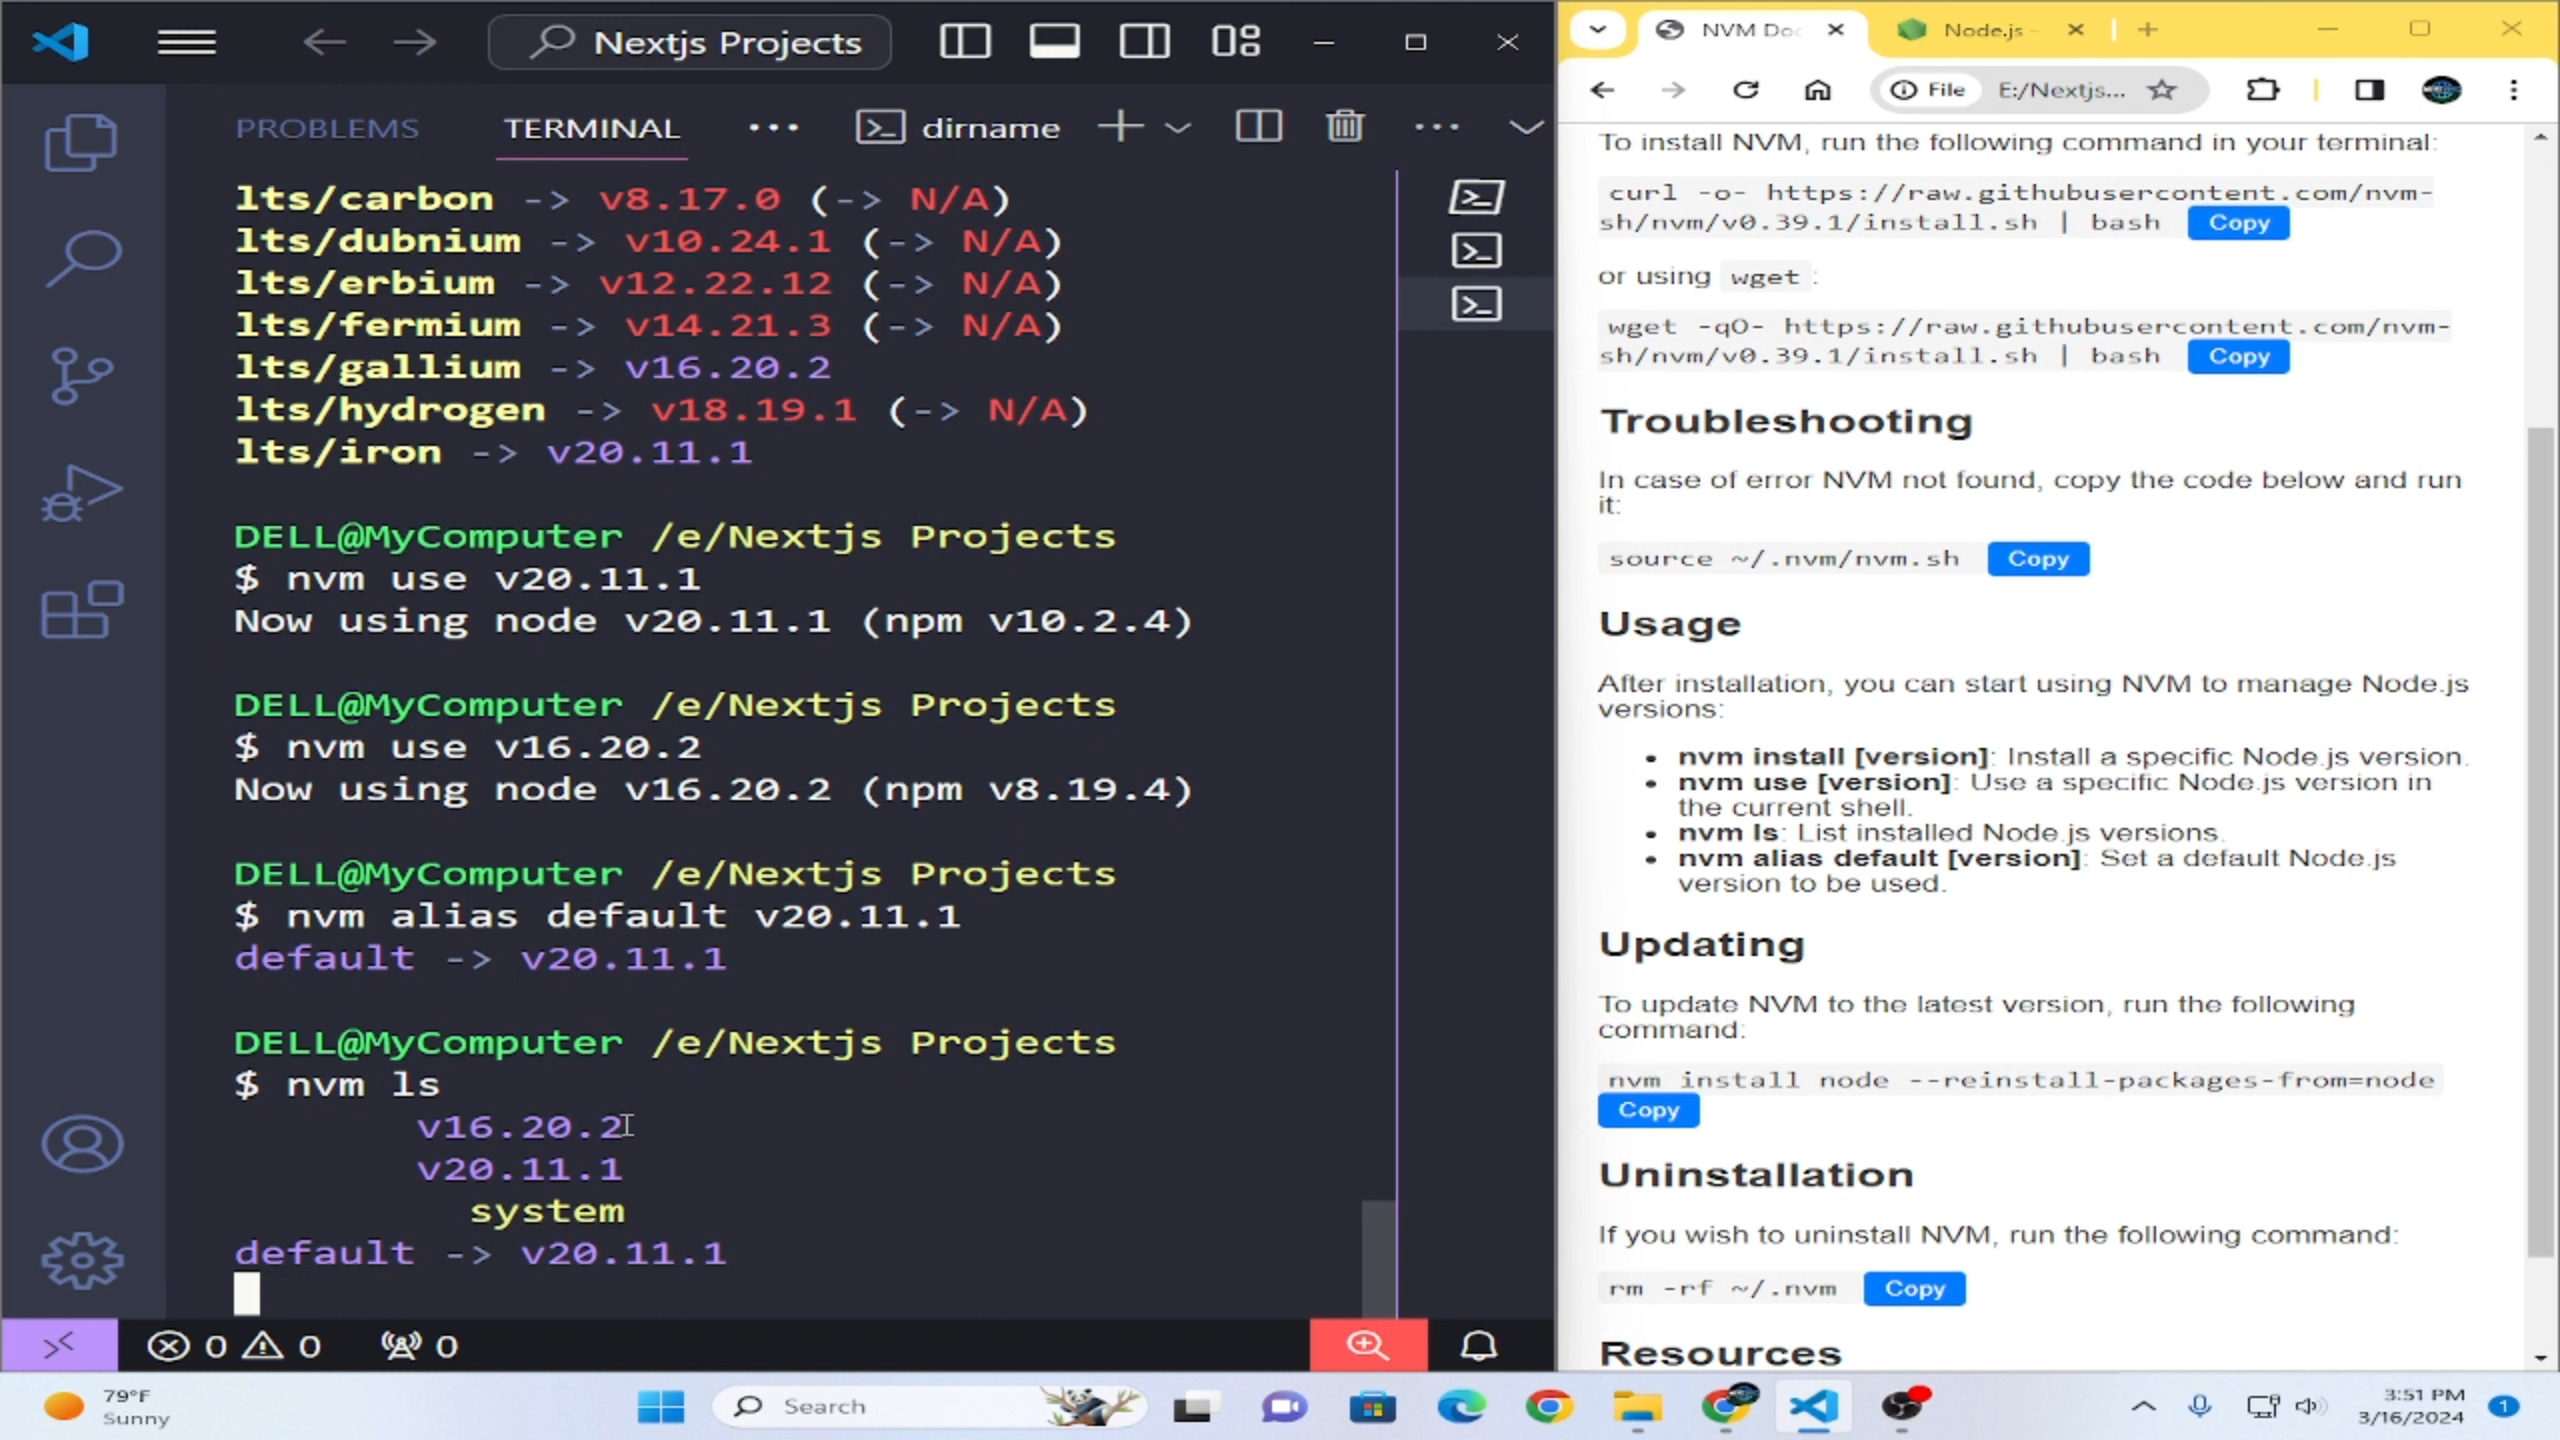 Nextjs Projects
PROBLEMS TERMINAL ... dirname
lts/carbon -> v8.17.0 (-> N/A)
lts/dubnium -> v10.24.1 (-> N/A)
lts/erbium -> v12.22.12 (-> N/A)
lts/fermium -> v14.21.3 (-> N/A)
lts/gallium -> v16.20.2
lts/hydrogen -> v18.19.1 (-> N/A)
lts/iron -> v20.11.1
DELL@MyComputer /e/Nextjs Projects
$ nvm use v20.11.1
Now using node v20.11.1 (npm v10.2.4)
DELL@MyComputer /e/Nextjs Projects
$ nvm use v16.20.2
Now using node v16.20.2 (npm v8.19.4)
DELL@MyComputer /e/Nextjs Projects
$ nvm alias default v20.11.1
default -> v20.11.1
DELL@MyComputer /e/Nextjs Projects
$ nvm ls
v16.20.2
v20.11.1
system
default -> v20.11.1
0 0 0
NVM Doc
Node.js -
File E:/Nextjs...
To install NVM, run the following command in your terminal:
curl -o- https://raw.githubusercontent.com/nvm-
sh/nvm/v0.39.1/install.sh | bash Copy
or using wget :
wget -qO- https://raw.githubusercontent.com/nvm-
sh/nvm/v0.39.1/install.sh | bash Copy
Troubleshooting
In case of error NVM not found, copy the code below and run
it:
source ~/.nvm/nvm.sh Copy
Usage
After installation, you can start using NVM to manage Node.js
versions:
• nvm install [version]: Install a specific Node.js version.
• nvm use [version]: Use a specific Node.js version in
the current shell.
• nvm ls: List installed Node.js versions.
• nvm alias default [version]: Set a default Node.js
version to be used.
Updating
To update NVM to the latest version, run the following
command:
nvm install node --reinstall-packages-from=node
Copy
Uninstallation
If you wish to uninstall NVM, run the following command:
rm -rf ~/.nvm Copy
Resources
79°F
Sunny
Search
3:51 PM
3/16/2024
1